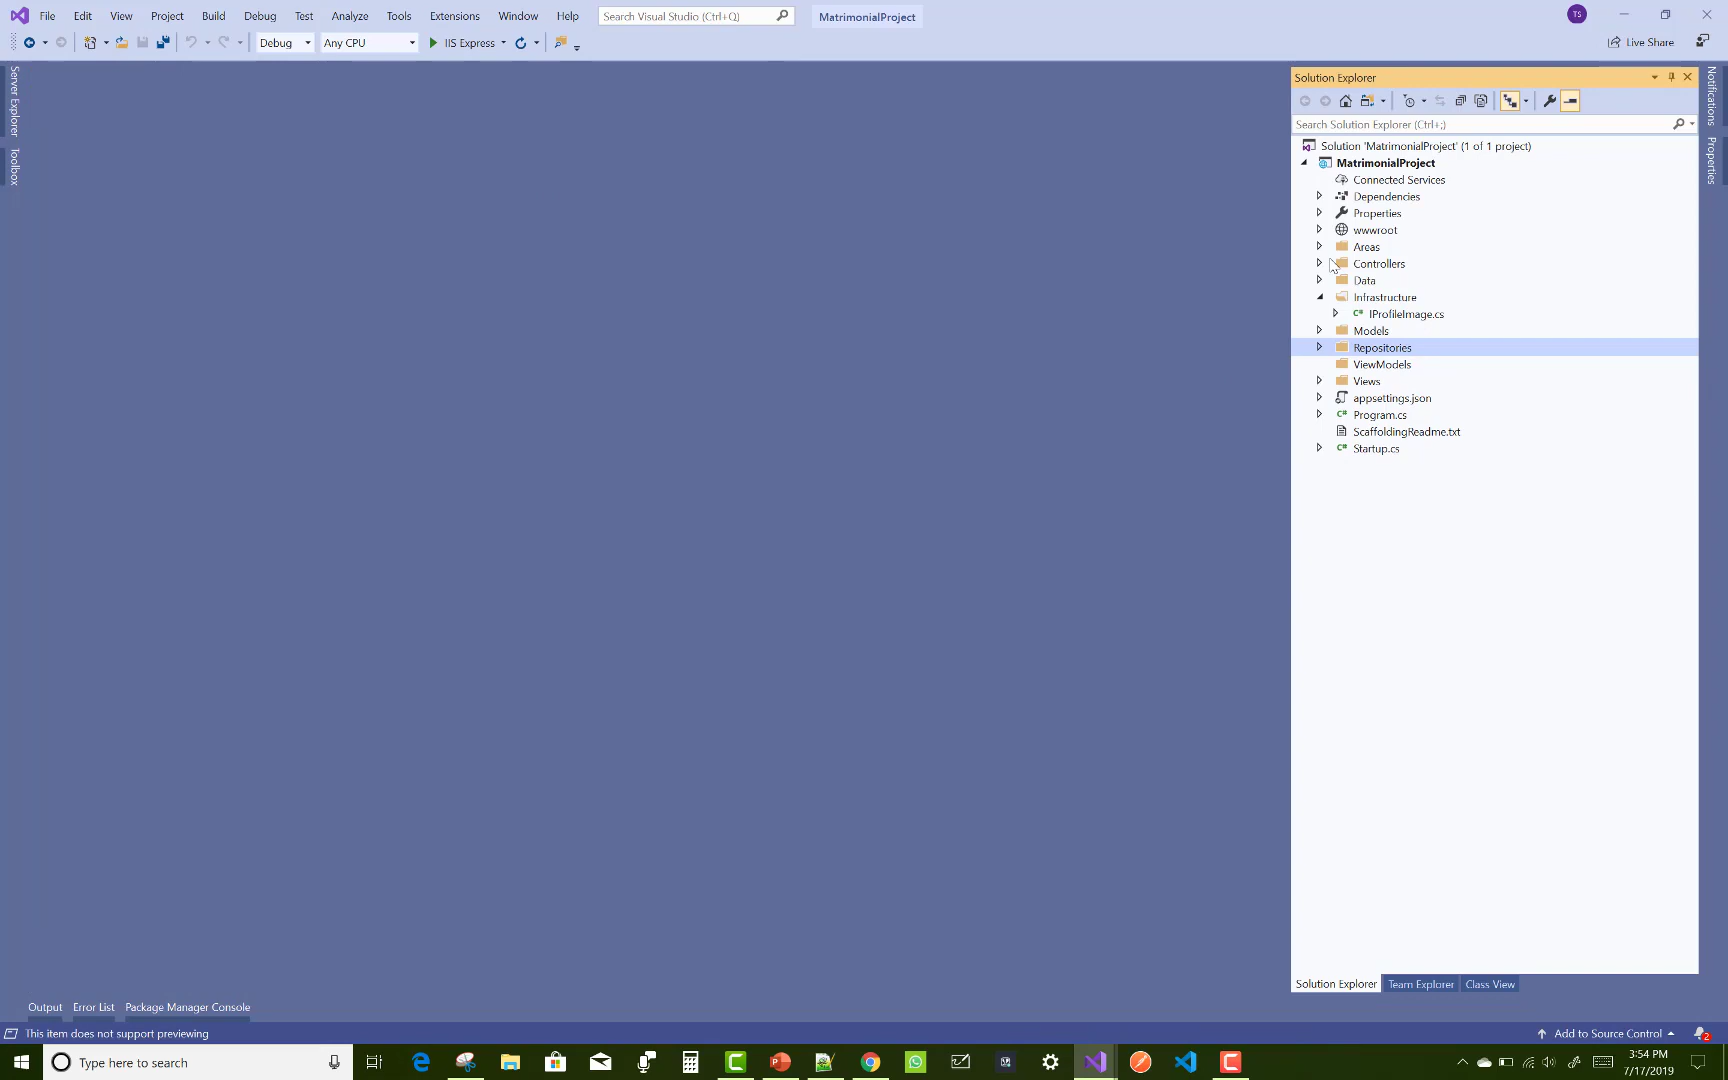 File Edit View Project Build Debug Test Analyze Tools Extensions Window Help Search Visual Studio (Ctrl+Q) MatrimonialProject TS
Debug Any CPU IIS Express Live Share
Server Explorer
Toolbox
Solution Explorer
Search Solution Explorer (Ctrl+;)
Solution 'MatrimonialProject' (1 of 1 project)
MatrimonialProject
Connected Services
Dependencies
Properties
wwwroot
Areas
Controllers
Data
Infrastructure
C# IProfileImage.cs
Models
Repositories
ViewModels
Views
appsettings.json
C# Program.cs
ScaffoldingReadme.txt
C# Startup.cs
Notifications
Properties
Solution Explorer Team Explorer Class View
Output Error List Package Manager Console
This item does not support previewing Add to Source Control 2
Type here to search
3:54 PM
7/17/2019